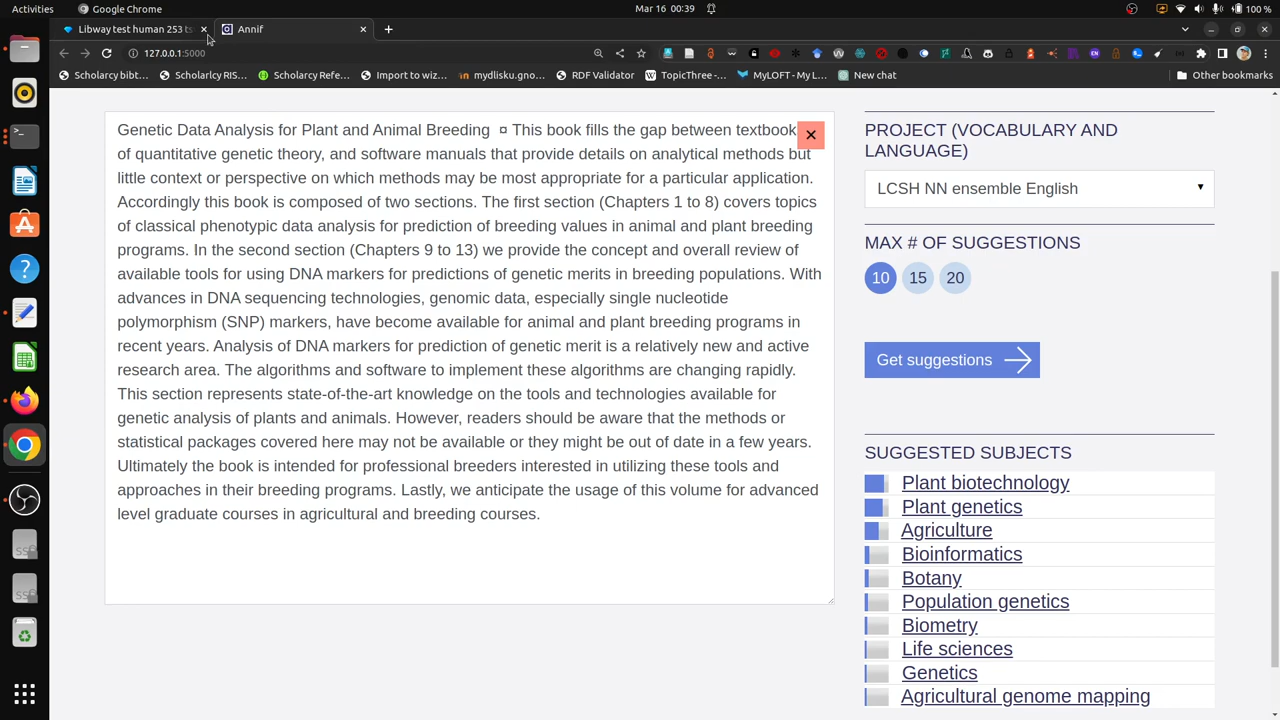 Activities
Google Chrome
Mar 16 00:39
100 %
Libway test human 253 ts
Annif
127.0.0.1:5000
Scholarcy bibt...
Scholarcy RIS...
Scholarcy Refe...
Import to wiz...
mydlisku.gno...
RDF Validator
TopicThree -...
MyLOFT - My L...
New chat
Other bookmarks
Genetic Data Analysis for Plant and Animal Breeding ¤ This book fills the gap between textbook
of quantitative genetic theory, and software manuals that provide details on analytical methods but
little context or perspective on which methods may be most appropriate for a particular application.
Accordingly this book is composed of two sections. The first section (Chapters 1 to 8) covers topics
of classical phenotypic data analysis for prediction of breeding values in animal and plant breeding
programs. In the second section (Chapters 9 to 13) we provide the concept and overall review of
available tools for using DNA markers for predictions of genetic merits in breeding populations. With
advances in DNA sequencing technologies, genomic data, especially single nucleotide
polymorphism (SNP) markers, have become available for animal and plant breeding programs in
recent years. Analysis of DNA markers for prediction of genetic merit is a relatively new and active
research area. The algorithms and software to implement these algorithms are changing rapidly.
This section represents state-of-the-art knowledge on the tools and technologies available for
genetic analysis of plants and animals. However, readers should be aware that the methods or
statistical packages covered here may not be available or they might be out of date in a few years.
Ultimately the book is intended for professional breeders interested in utilizing these tools and
approaches in their breeding programs. Lastly, we anticipate the usage of this volume for advanced
level graduate courses in agricultural and breeding courses.
PROJECT (VOCABULARY AND
LANGUAGE)
LCSH NN ensemble English
MAX # OF SUGGESTIONS
10 15 20
Get suggestions
SUGGESTED SUBJECTS
Plant biotechnology
Plant genetics
Agriculture
Bioinformatics
Botany
Population genetics
Biometry
Life sciences
Genetics
Agricultural genome mapping